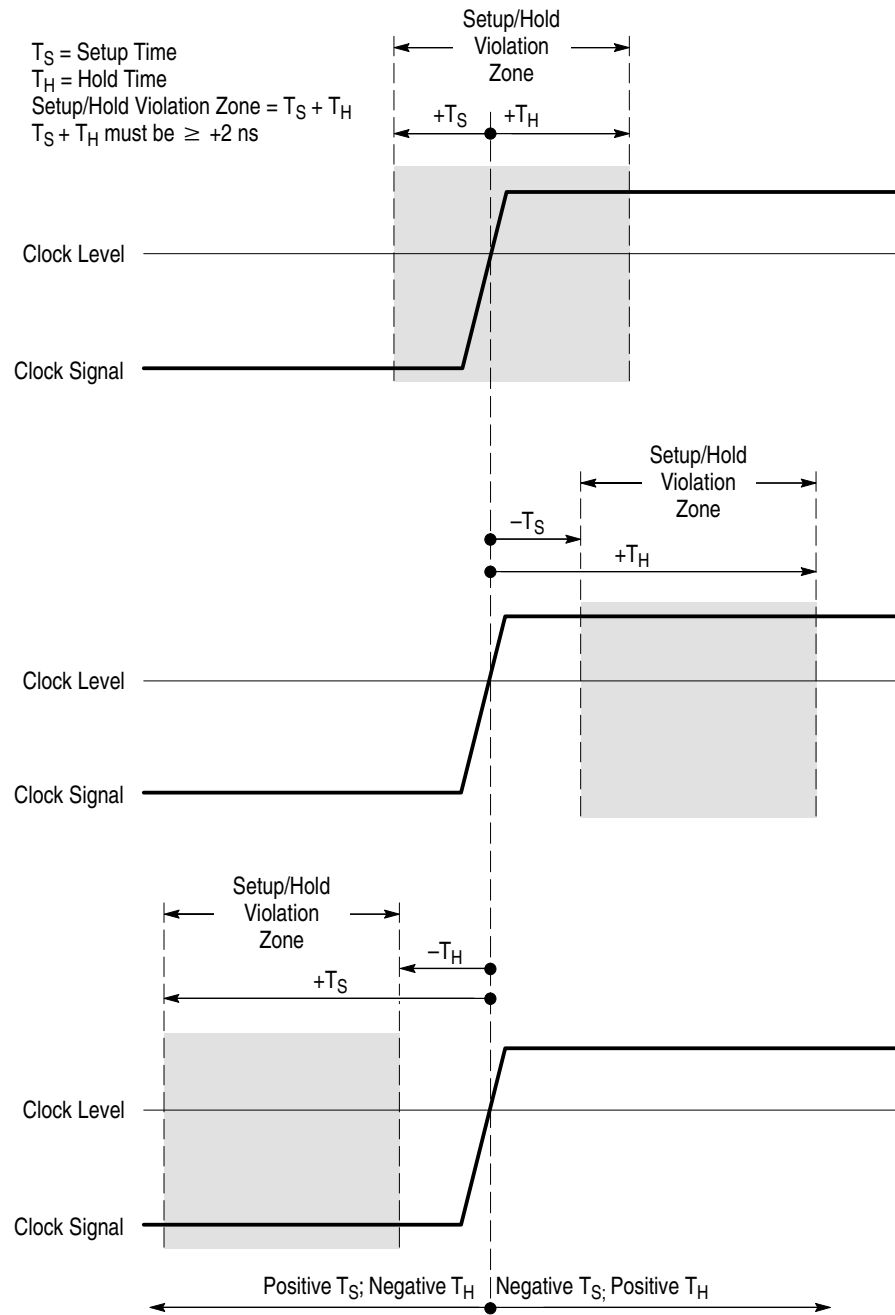 Setup/Hold
Violation
Zone
T_S = Setup Time
T_H = Hold Time
Setup/Hold Violation Zone = T_S + T_H
T_S + T_H must be ≥ +2 ns
+T_S +T_H
Clock Level
Clock Signal
Setup/Hold
Violation
Zone
–T_S
+T_H
Clock Level
Clock Signal
Setup/Hold
Violation
Zone
–T_H
+T_S
Clock Level
Clock Signal
Positive T_S; Negative T_H Negative T_S; Positive T_H